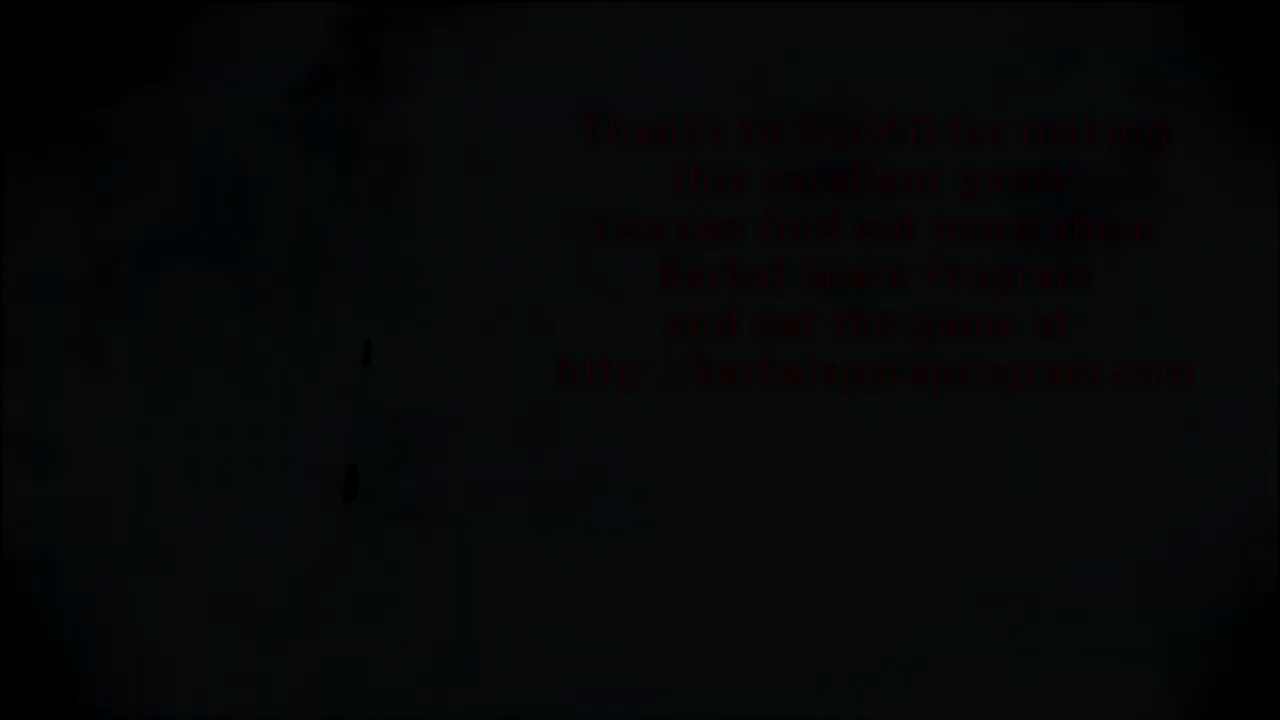 Thanks to SQUAD for making
this excellent game
You can find out more about
Kerbal Space Program
and get the game at
http://kerbalspaceprogram.com